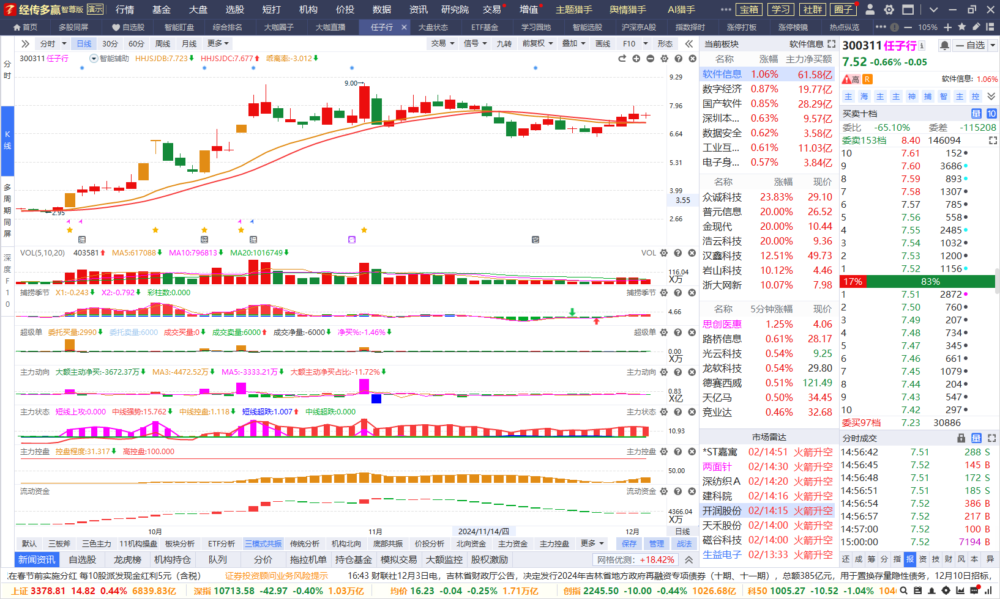 经传多赢 智尊版 演示 行情 基金 大盘 选股 短打 机构 价投 数据 资讯 研究院 交易 增值 主题猎手 舆情猎手 AI猎手 宝箱 学习 社群 圈子
首页 多股同屏 自选股 智能盯盘 综合排名 大咖圈子 大咖直播 任子行 大盘状态 ETF基金 学习园地 智能选股 沪深京A股 指数择时 涨停打板 涨停棱镜 热点纵览 105%
分时 日线 30分 60分 周线 月线 更多 交易 信号 九转 前复权 叠加 画线 F10 形态
300311 任子行 智能辅助 HHJSJDB:7.723 HHJSJDC:7.677 乖离率:-3.012
分时
K线
多周期同屏
深度F10
9.29
7.96
6.64
5.31
3.99
3.55
2.66
9.00
2.95
VOL(5,10,20) 403581 MA5:617088 MA10:796813 MA20:1016749 VOL
116.04
X万
捕捞季节 X1:-0.243 X2:-0.792 彩柱数:0.000 捕捞季节
4.66
超级单 委托买量:2990 委托卖量:6000 成交买量:0 成交卖量:6000 成交净量:-6000 净买%:-1.46% 超级单
0.00
X万
主力动向 大额主动净买:-3672.37万 MA3:-4472.52万 MA5:-3333.21万 大额主动净买占比:-11.72% 主力动向
0.83
X亿
主力状态 短线上攻:0.000 中线强势:15.762 中线控盘:1.118 短线超跌:1.007 中线超跌:0.000 主力状态
10.93
主力控盘 控盘程度:31.317 高控盘:100.000 主力控盘
50.00
流动资金 流动资金
4366.04
X万
10月 11月 2024/11/14/四 12月 日线
默认 三板斧 三色主力 11机构操盘 板块分析 ETF分析 三模式共振 传统分析 机构北向 底部共振 价投分析 北向资金 主力资金 主力控盘 更多 保存 管理 战法
新闻资讯 自选股 龙虎榜 机构持仓 队列 分价 拖拉机单 持仓基金 模拟交易 大额监控 股权激励 网格优测：+18.42%
当前板块 软件信息
名称 涨幅 主力净买额
软件信息 1.06% 61.58亿
数字经济 0.87% 19.77亿
国产软件 0.85% 28.29亿
深圳本... 0.63% 9.57亿
数据安全 0.62% 3.58亿
工业互... 0.61% 11.03亿
电子身... 0.57% 3.84亿
名称 涨幅 现价
众诚科技 23.83% 29.10
普元信息 20.00% 26.52
金现代 20.00% 10.44
浩云科技 20.00% 9.36
汉鑫科技 12.51% 49.73
岩山科技 10.12% 4.46
浙大网新 10.07% 7.98
名称 5分钟涨幅 现价
思创医惠 1.25% 4.06
路桥信息 0.61% 28.17
光云科技 0.54% 9.25
龙软科技 0.54% 29.80
德赛西威 0.51% 121.49
天亿马 0.50% 34.45
竞业达 0.46% 32.68
市场雷达
*ST嘉寓 02/14:51 火箭升空
两面针 02/14:30 火箭升空
深纺织A 02/14:20 火箭升空
建科院 02/14:16 火箭升空
开润股份 02/14:15 火箭升空
天禾股份 02/14:00 火箭升空
磁谷科技 02/14:00 火箭升空
生益电子 02/13:33 火箭升空
300311 任子行 自选
7.52 -0.66% -0.05
高 R 软件信息: 1.06%
主 海 主 主 神 捕 智 主 控
买卖十档 量 10
委比 -65.10% 委差 -115208
委卖153档 8.40 146094
10 7.61 152
9 7.60 3686
8 7.59 893
7 7.58 1307
6 7.57 785
5 7.56 558
4 7.55 2485
3 7.54 1032
2 7.53 1200
1 7.52 1156
17% 83%
1 7.51 2872
2 7.50 760
3 7.49 207
4 7.48 734
5 7.47 345
6 7.46 661
7 7.45 1079
8 7.44 204
9 7.43 547
10 7.42 297
委买97档 7.23 30886
分时成交 量
14:56:42 7.51 288 S
14:56:45 7.52 145 B
14:56:48 7.51 172 S
14:56:51 7.51 185 S
14:56:54 7.52 386 B
14:56:57 7.52 217 B
14:57:00 7.52 100 B
15:00:00 7.52 7194 B
还 成 筹 分 指 报 资 技 财 风 本 异
在春节前实施分红 每10股派发现金红利5元（含税） 证券投资顾问业务风险提示 16:43 财联社12月3日电，吉林省财政厅公告，决定发行2024年吉林省地方政府再融资专项债券（十期、十一期），总额385亿元，用于置换存量隐性债务，12月10日招标，
上证 3378.81 14.82 0.44% 6839.83亿 深指 10713.58 -42.97 -0.40% 1.03万亿 均价 16.23 -0.04 -0.25% 1.71万亿 创指 2245.50 -10.00 -0.44% 1026.68亿 科50 1005.27 -10.52 -1.04%